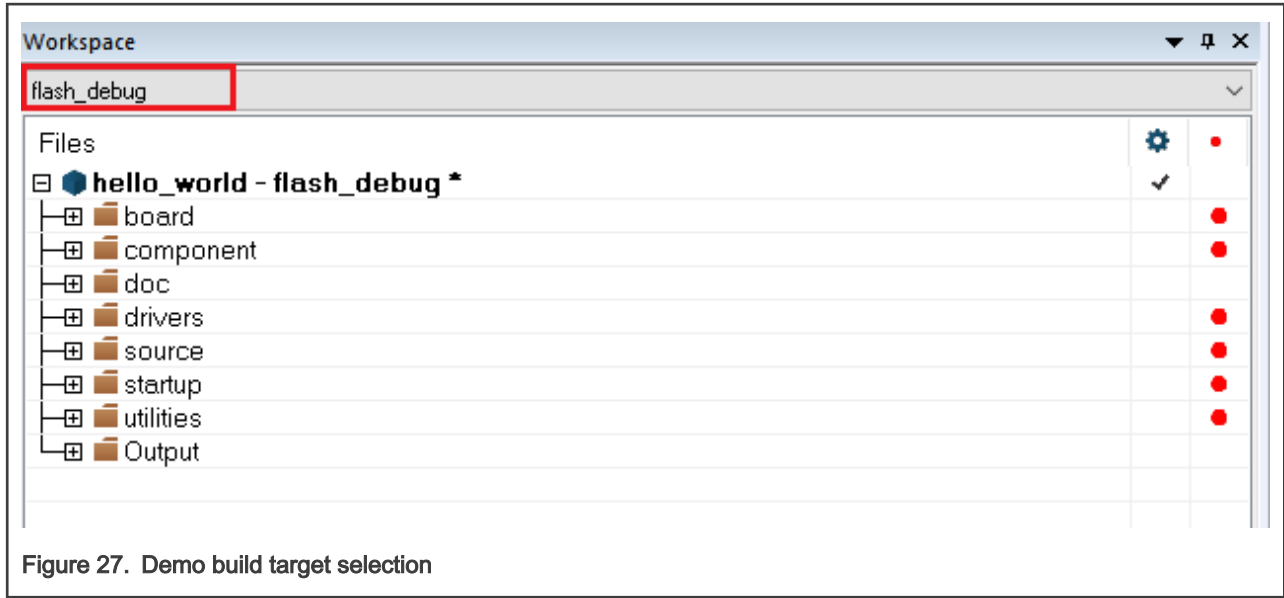 Workspace
flash_debug
Files
hello_world - flash_debug *
board
component
doc
drivers
source
startup
utilities
Output
Figure 27. Demo build target selection